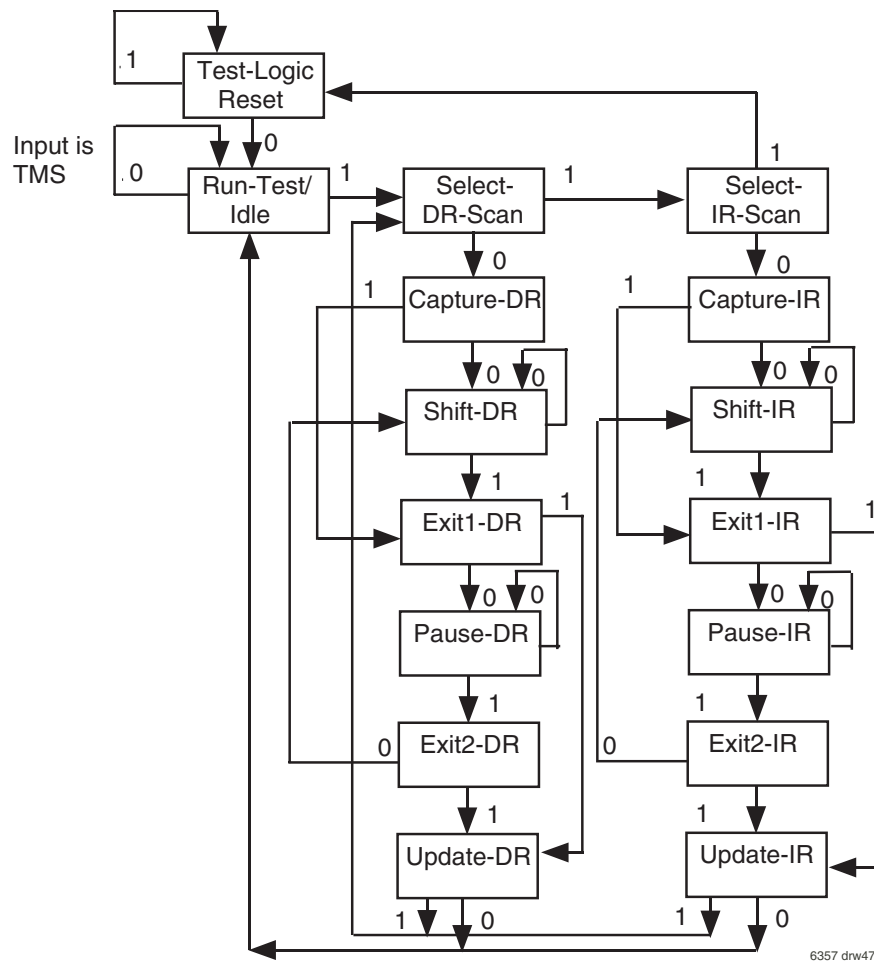 1
Test-Logic
Reset
0
Input is
TMS
0
Run-Test/
Idle
1
Select-
DR-Scan
1
Select-
IR-Scan
1
0
0
1
Capture-DR
1
Capture-IR
0
0
0
0
Shift-DR
Shift-IR
1
1
Exit1-DR
1
Exit1-IR
1
0
0
0
0
Pause-DR
Pause-IR
1
1
0
Exit2-DR
0
Exit2-IR
1
1
Update-DR
Update-IR
1
0
1
0
6357 drw47